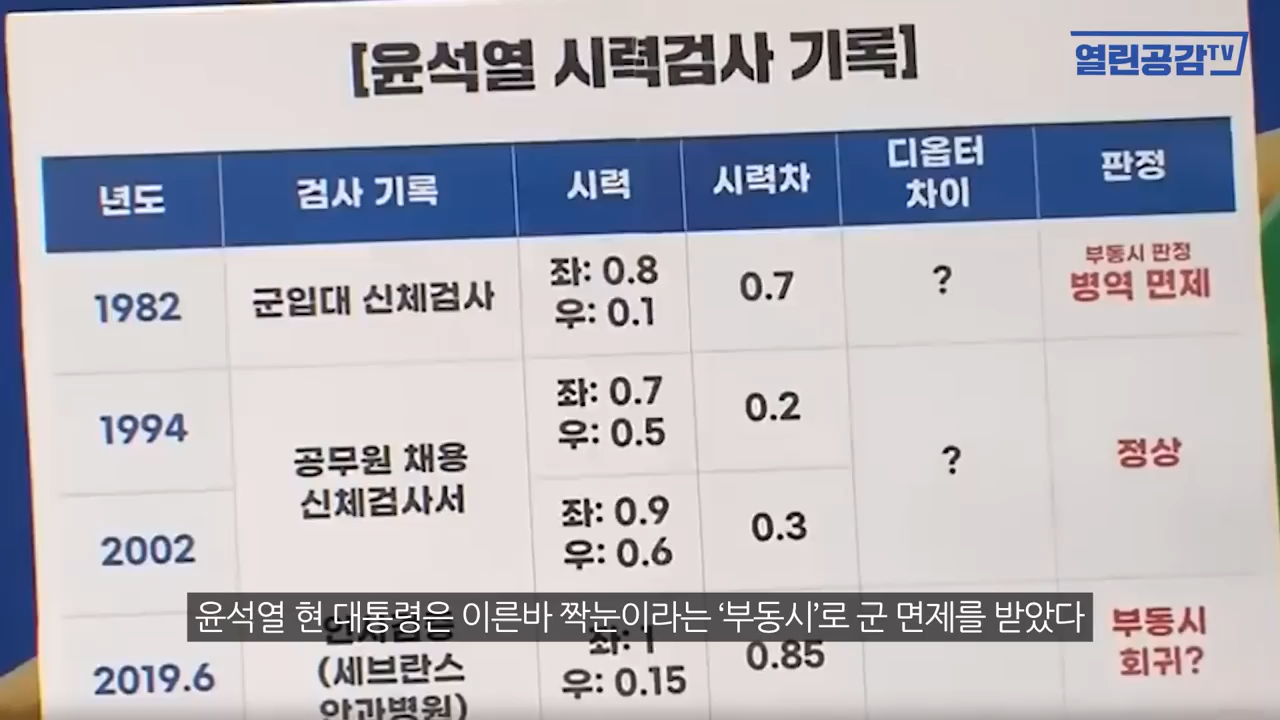 [윤석열 시력검사 기록]
열린공감TV
년도 검사 기록 시력 시력차 디옵터 차이 판정
1982 군입대 신체검사 좌: 0.8 우: 0.1 0.7 ? 부동시 판정 병역 면제
1994 공무원 채용 신체검사서 좌: 0.7 우: 0.5 0.2 ? 정상
2002 좌: 0.9 우: 0.6 0.3
윤석열 현 대통령은 이른바 짝눈이라는 ‘부동시’로 군 면제를 받았다
2019.6 (세브란스 안과병원) 좌: 1 우: 0.15 0.85 부동시 회귀?